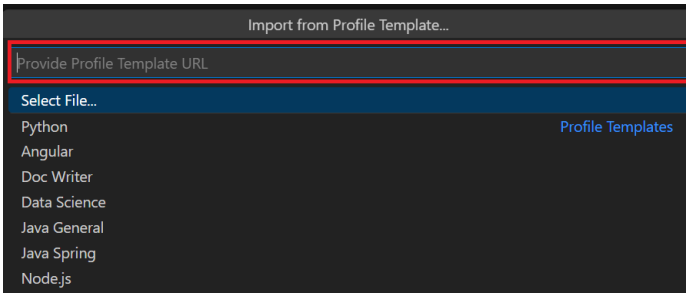 Import from Profile Template...
Provide Profile Template URL
Select File...
Python Profile Templates
Angular
Doc Writer
Data Science
Java General
Java Spring
Node.js